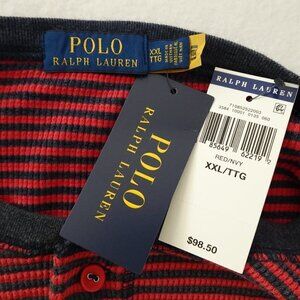 POLO
RALPH LAUREN
XXL
TTG
POLO
RALPH LAUREN
RALPH LAUREN
RED/NVY
XXL/TTG
$98.50